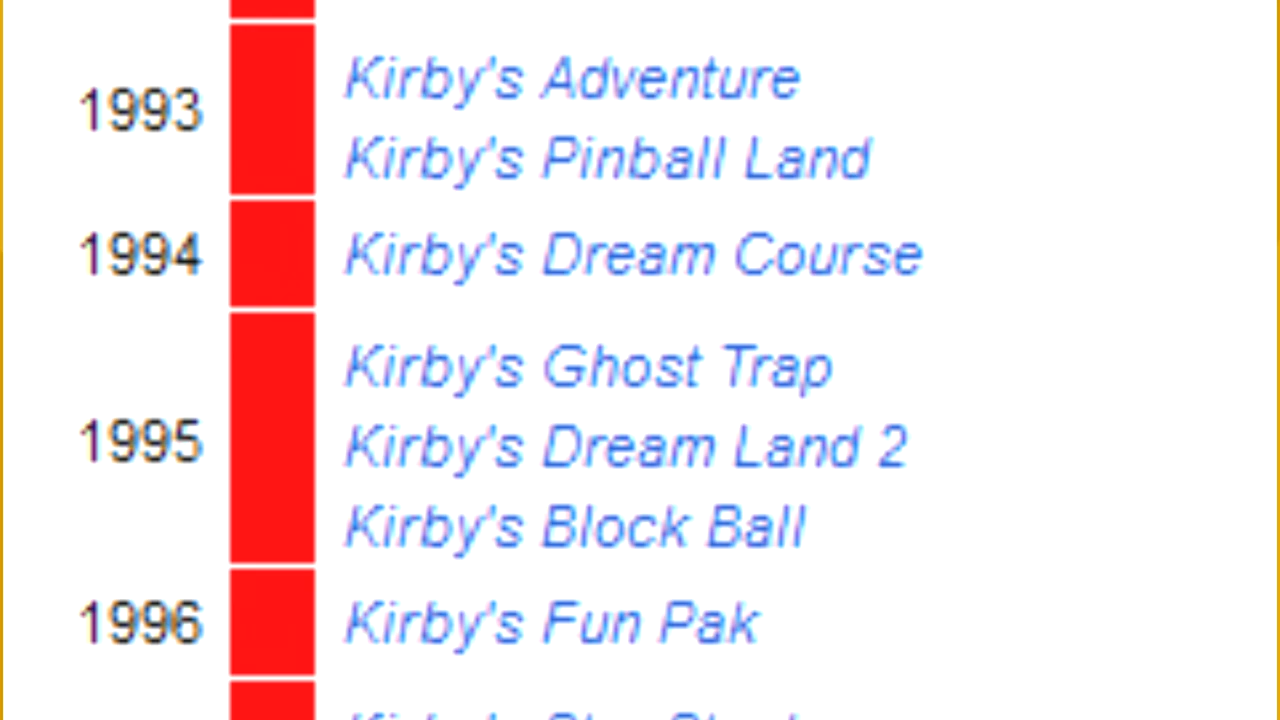 1993
Kirby's Adventure
Kirby's Pinball Land
1994
Kirby's Dream Course
1995
Kirby's Ghost Trap
Kirby's Dream Land 2
Kirby's Block Ball
1996
Kirby's Fun Pak